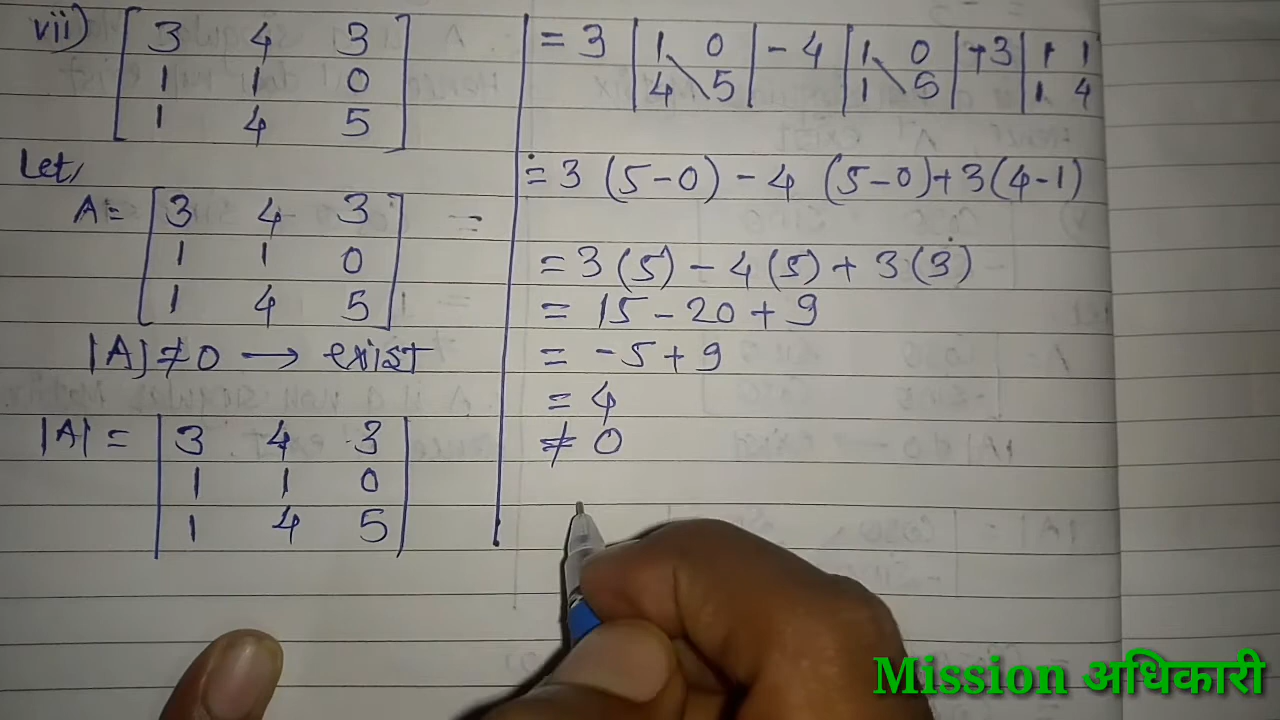 vii) [ 3 4 3
1 1 0
1 4 5 ]
Let,
A = [ 3 4 3
1 1 0
1 4 5 ] =
|A| ≠ 0 → exist
|A| = | 3 4 3 |
| 1 1 0 |
| 1 4 5 |
= 3 | 1 0 | - 4 | 1 0 | + 3 | 1 1 |
| 4 5 | | 1 5 | | 1 4 |
= 3 (5-0) - 4 (5-0) + 3 (4-1)
= 3 (5) - 4 (5) + 3 (3)
= 15 - 20 + 9
= -5 + 9
= 4
≠ 0
Mission अधिकारी